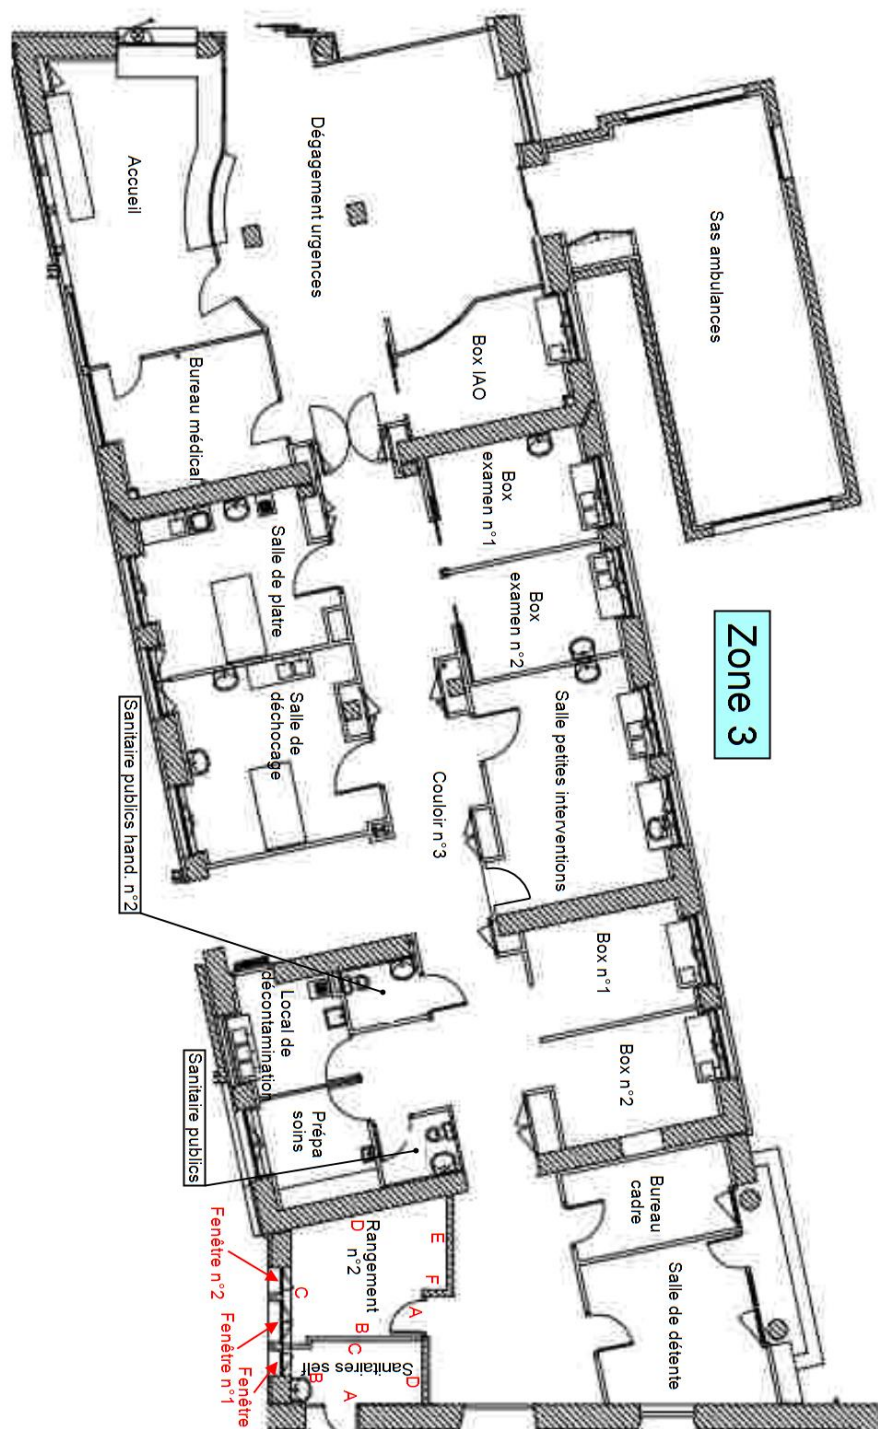 Zone 3
Sas ambulances
Dégagement urgences
Accueil
Box IAO
Bureau médical
Box
examen n°1
Box
examen n°2
Salle de platre
Salle petites interventions
Salle de
déchocage
Couloir n°3
Sanitaire publics hand. n°2
Box n°1
Box n°2
Local de
décontamination
Prépa
soins
Sanitaire publics
Bureau
cadre
Salle de détente
Rangement
n°2
E
F
A
B
C
D
Sanitaires self
D
C
A
B
Fenêtre n°2
Fenêtre n°1
Fenêtre